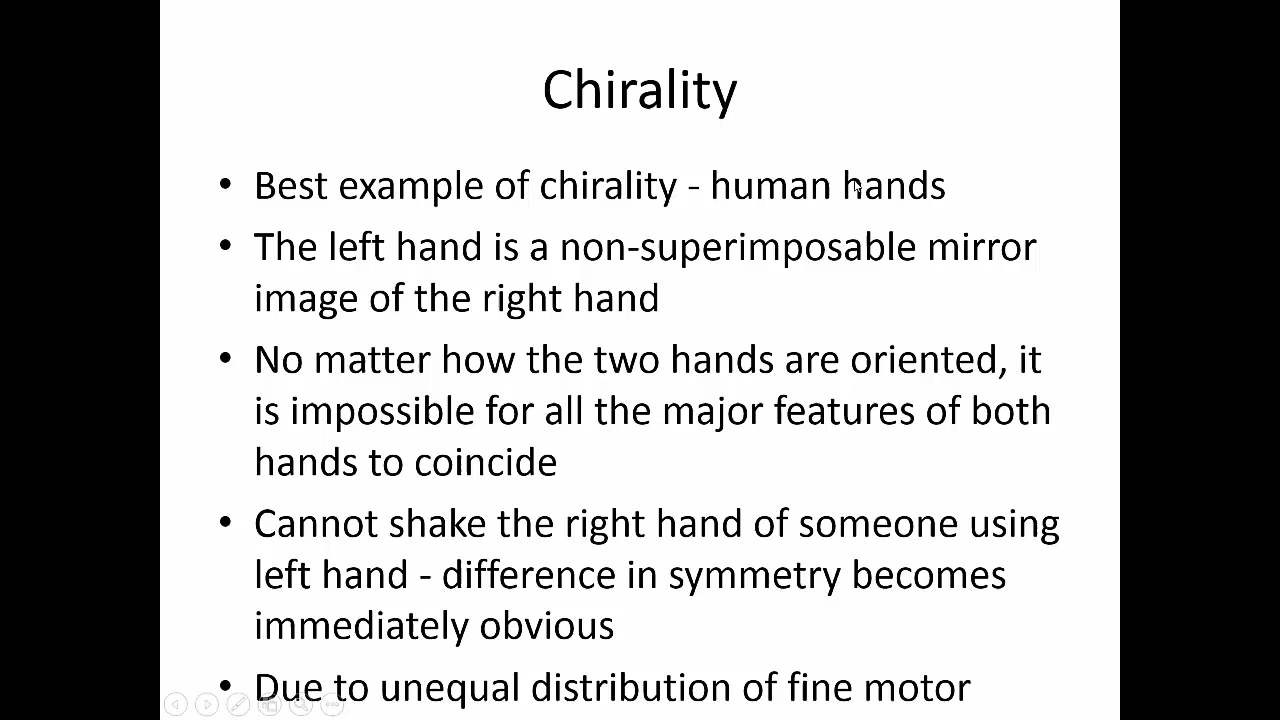 Chirality
• Best example of chirality - human hands
• The left hand is a non-superimposable mirror
image of the right hand
• No matter how the two hands are oriented, it
is impossible for all the major features of both
hands to coincide
• Cannot shake the right hand of someone using
left hand - difference in symmetry becomes
immediately obvious
• Due to unequal distribution of fine motor